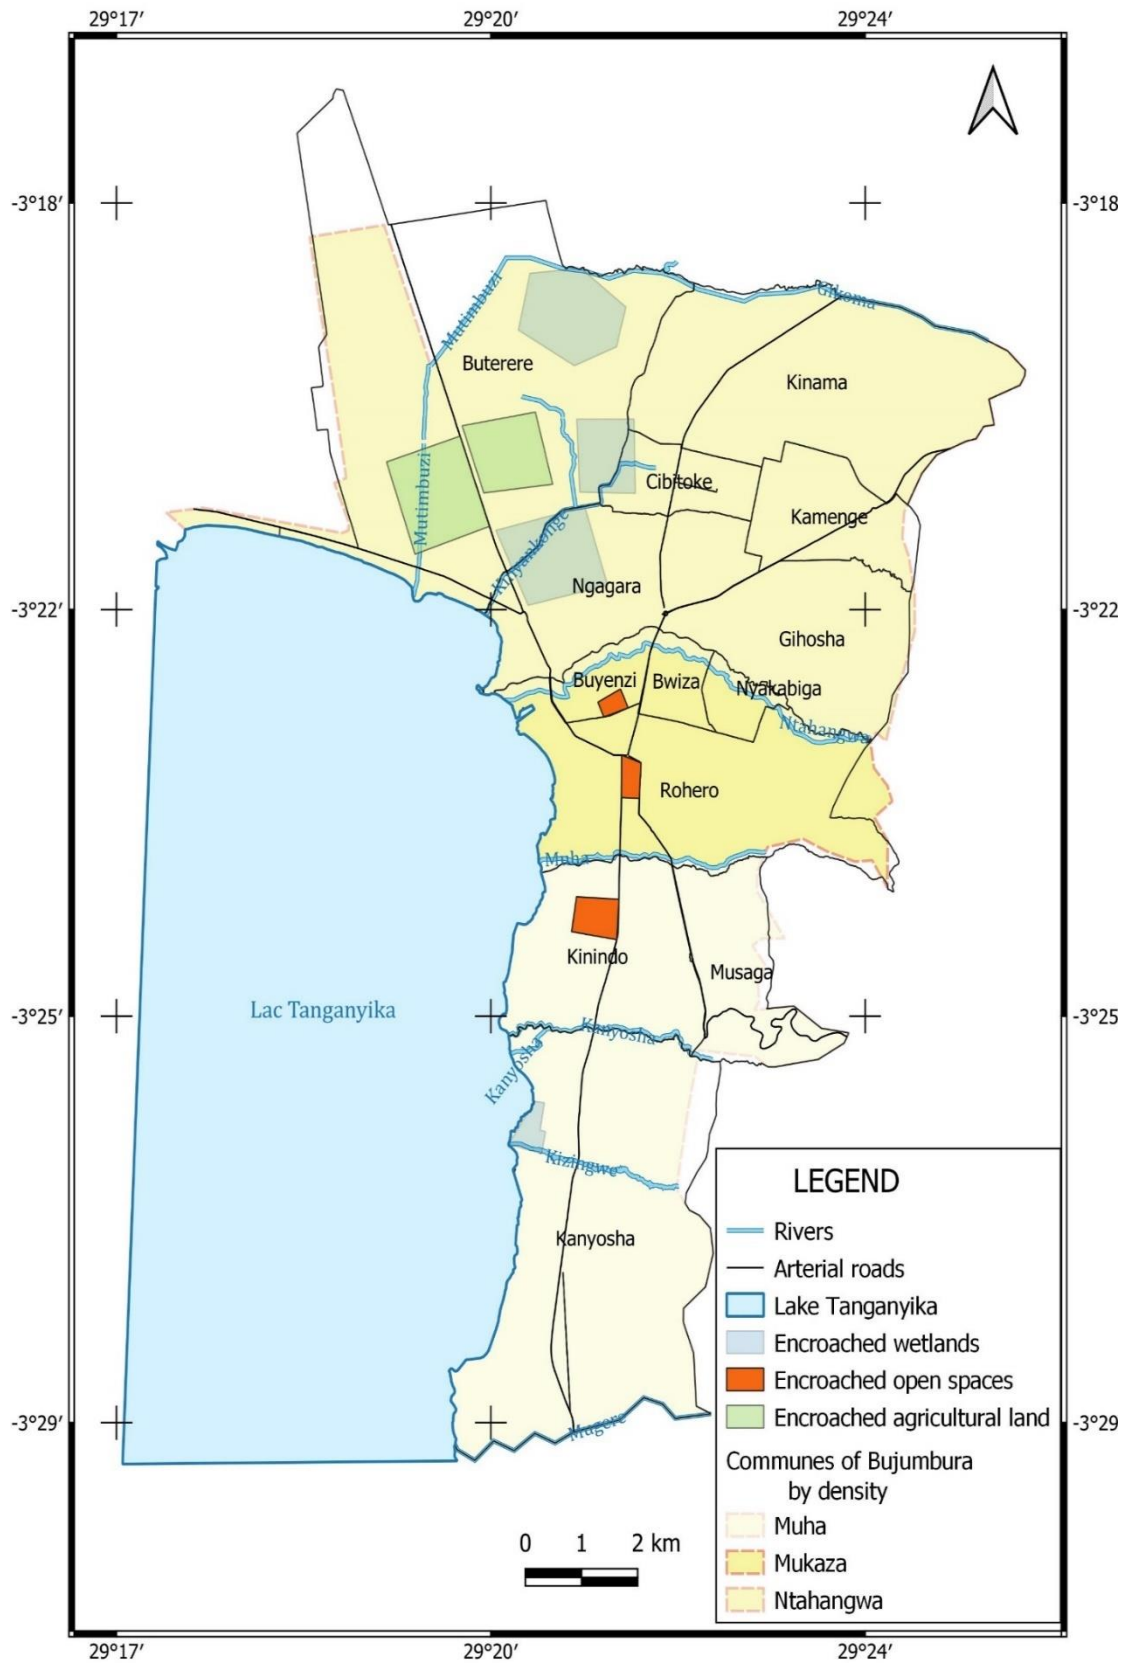 29°17′ 29°20′ 29°24′
-3°18′ -3°18
Gikoma
Mutimbuzi
Buterere
Kinama
Mutimbuzi
Cibitoke
Kamenge
Kinyankonge
Ngagara
-3°22′ -3°22
Gihosha
Buyenzi Bwiza Nyakabiga
Ntahangwa
Rohero
Muha
Kinindo
Musaga
Lac Tanganyika
-3°25′ -3°25
Kanyosha
Kanyosha
Kizingwe
Kanyosha
-3°29′ -3°29
Mugere
LEGEND
Rivers
Arterial roads
Lake Tanganyika
Encroached wetlands
Encroached open spaces
Encroached agricultural land
Communes of Bujumbura
by density
Muha
Mukaza
Ntahangwa
0 1 2 km
29°17′ 29°20′ 29°24′